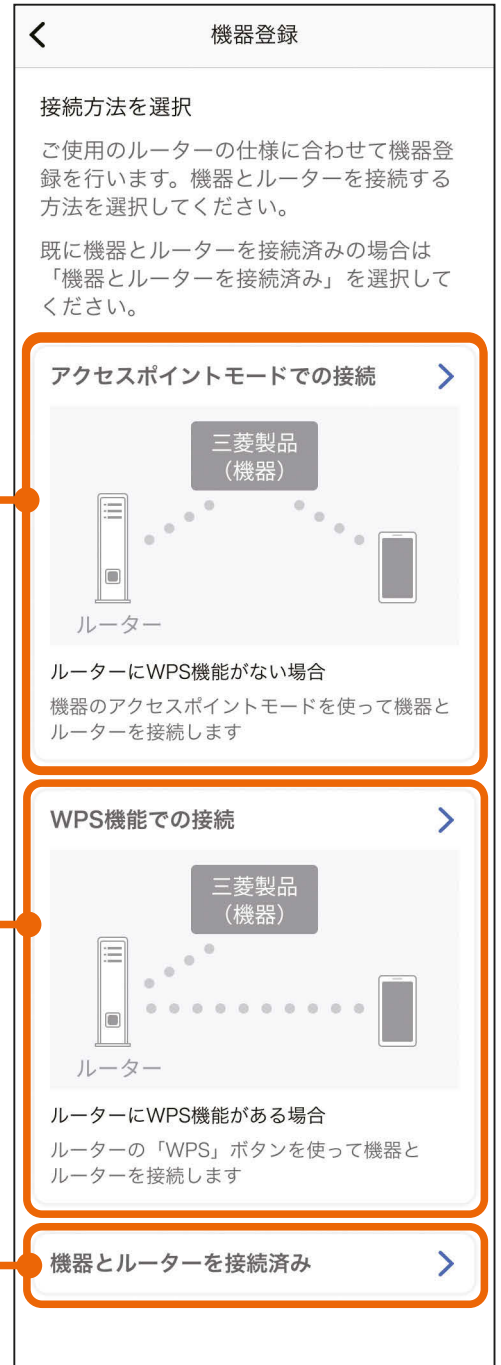 機器登録
接続方法を選択
ご使用のルーターの仕様に合わせて機器登
録を行います。機器とルーターを接続する
方法を選択してください。
既に機器とルーターを接続済みの場合は
「機器とルーターを接続済み」を選択して
ください。
アクセスポイントモードでの接続
三菱製品
（機器）
ルーター
ルーターにWPS機能がない場合
機器のアクセスポイントモードを使って機器と
ルーターを接続します
WPS機能での接続
三菱製品
（機器）
ルーター
ルーターにWPS機能がある場合
ルーターの「WPS」ボタンを使って機器と
ルーターを接続します
機器とルーターを接続済み